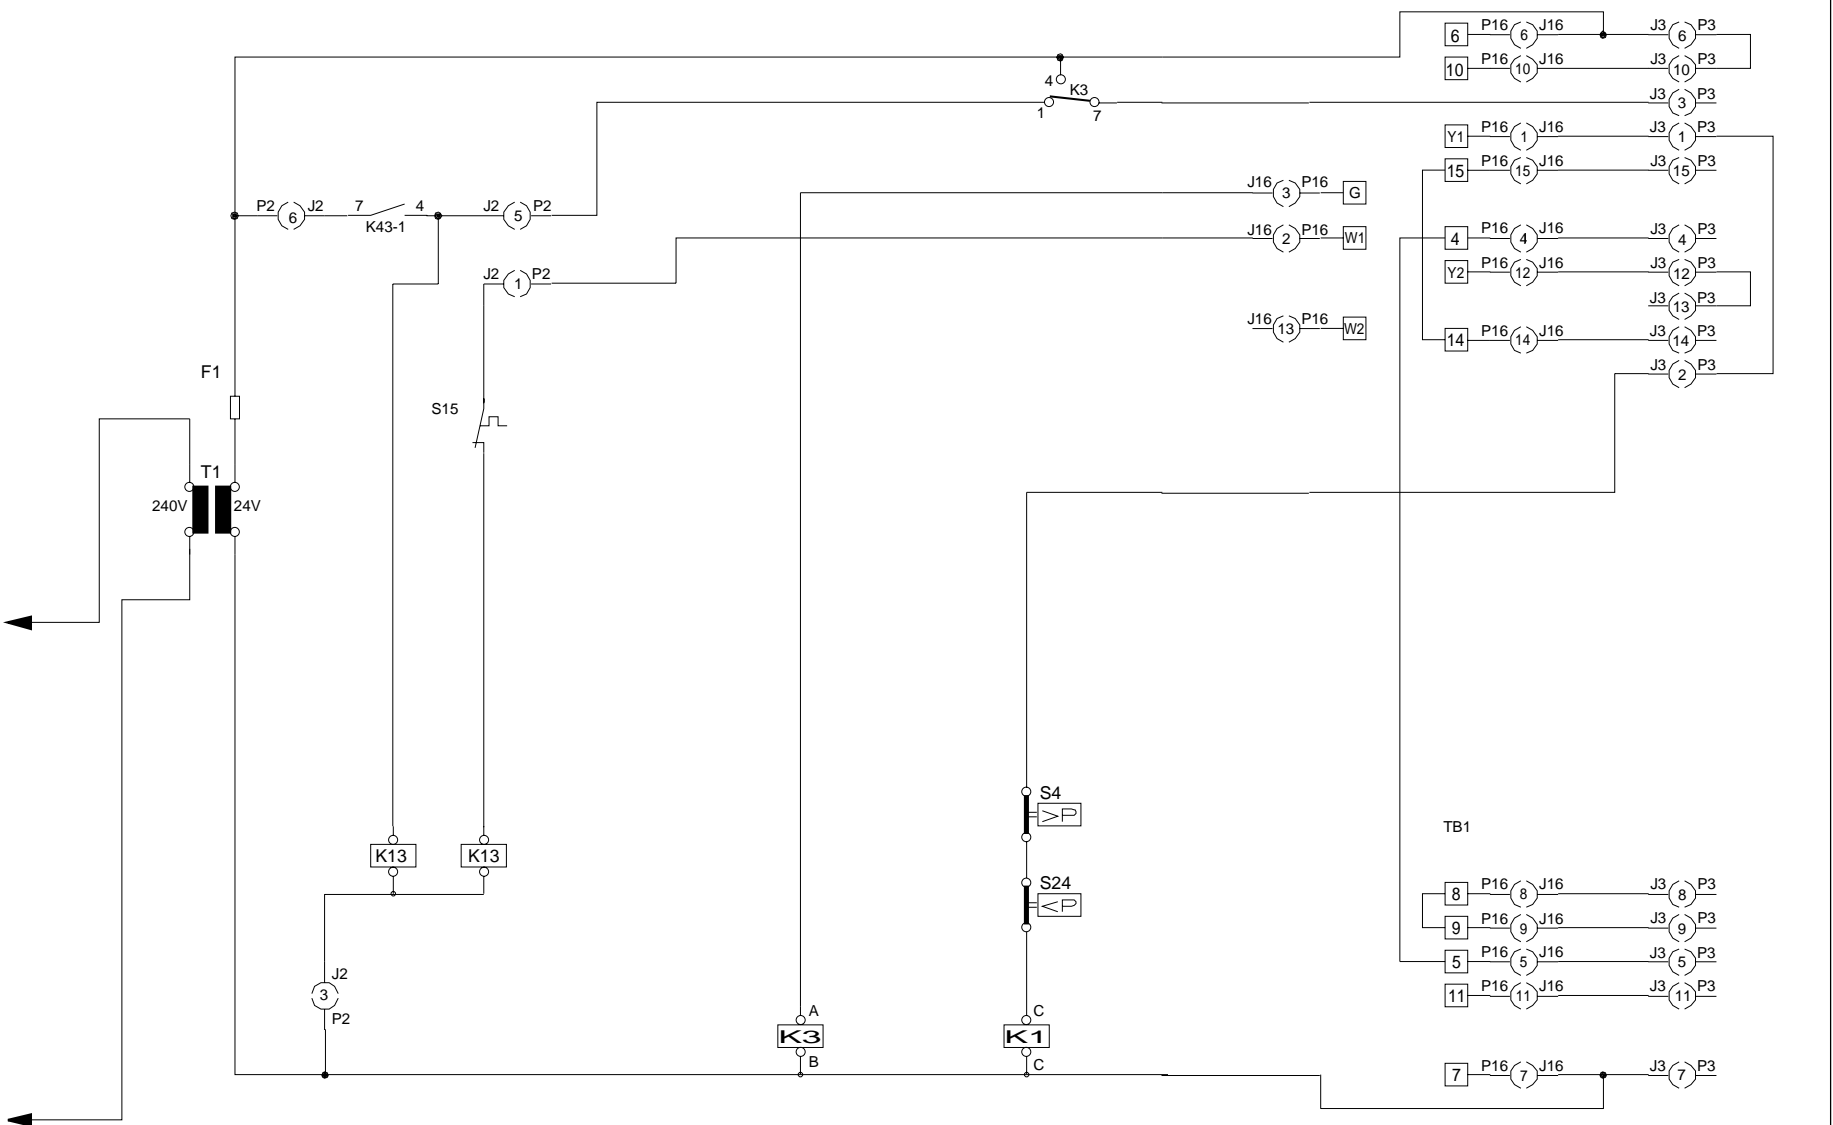 6 P16 6 J16 J3 6 P3
10 P16 10 J16 J3 10 P3
4
K3
1 7
J3 3 P3
Y1 P16 1 J16 J3 1 P3
15 P16 15 J16 J3 15 P3
J16 3 P16 G
P2 6 J2 7 4 J2 5 P2
K43-1
J16 2 P16 W1
4 P16 4 J16 J3 4 P3
Y2 P16 12 J16 J3 12 P3
J2 1 P2
J3 13 P3
J16 13 P16 W2
14 P16 14 J16 J3 14 P3
J3 2 P3
F1
S15
T1
240V 24V
S4
>P
TB1
K13 K13
S24
<P
8 P16 8 J16 J3 8 P3
9 P16 9 J16 J3 9 P3
5 P16 5 J16 J3 5 P3
J2
3
P2
11 P16 11 J16 J3 11 P3
A C
K3 K1
B C
7 P16 7 J16 J3 7 P3